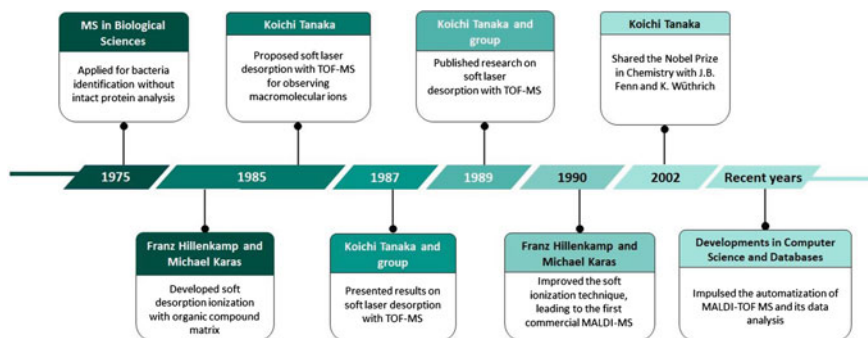 MS in Biological
Sciences
Applied for bacteria
identification without
intact protein analysis
Koichi Tanaka
Proposed soft laser
desorption with TOF-MS
for observing
macromolecular ions
Koichi Tanaka and
group
Published research on
soft laser
desorption with TOF-MS
Koichi Tanaka
Shared the Nobel Prize
in Chemistry with J.B.
Fenn and K. Wüthrich
1975
1985
1987
1989
1990
2002
Recent years
Franz Hillenkamp and
Michael Karas
Developed soft
desorption ionization
with organic compound
matrix
Koichi Tanaka and
group
Presented results on
soft laser desorption
with TOF-MS
Franz Hillenkamp and
Michael Karas
Improved the soft
ionization technique,
leading to the first
commercial MALDI-MS
Developments in Computer
Science and Databases
Impulsed the automatization of
MALDI-TOF MS and its data
analysis